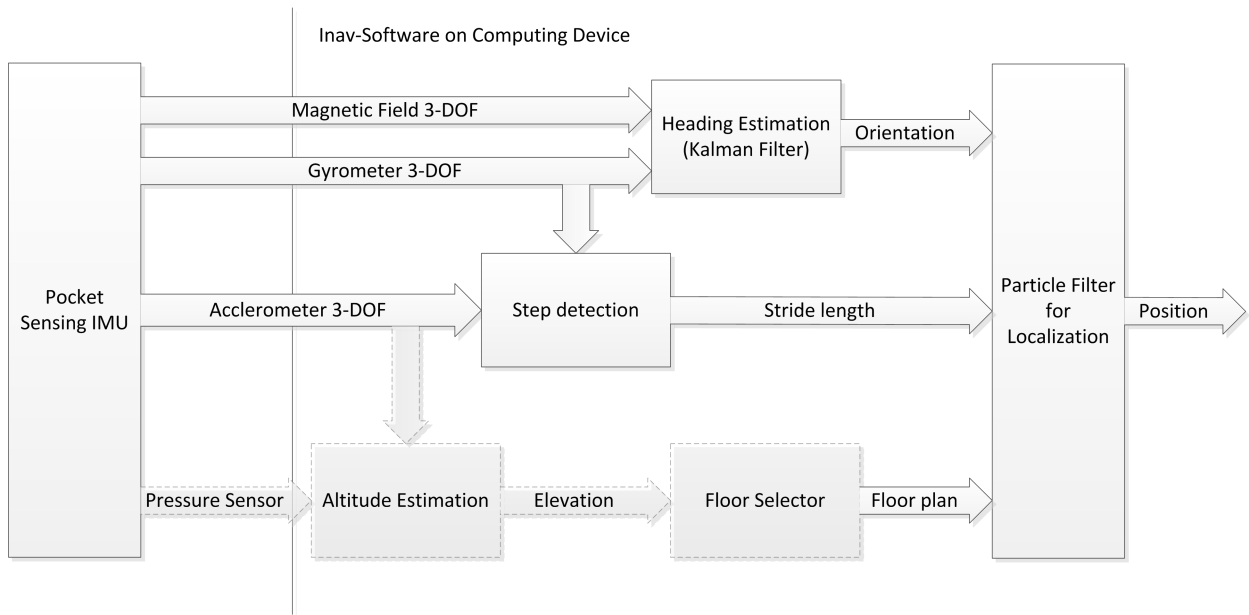 Inav-Software on Computing Device
Magnetic Field 3-DOF
Heading Estimation
(Kalman Filter)
Orientation
Gyrometer 3-DOF
Pocket
Sensing IMU
Acclerometer 3-DOF
Step detection
Stride length
Particle Filter
for
Localization
Position
Pressure Sensor
Altitude Estimation
Elevation
Floor Selector
Floor plan